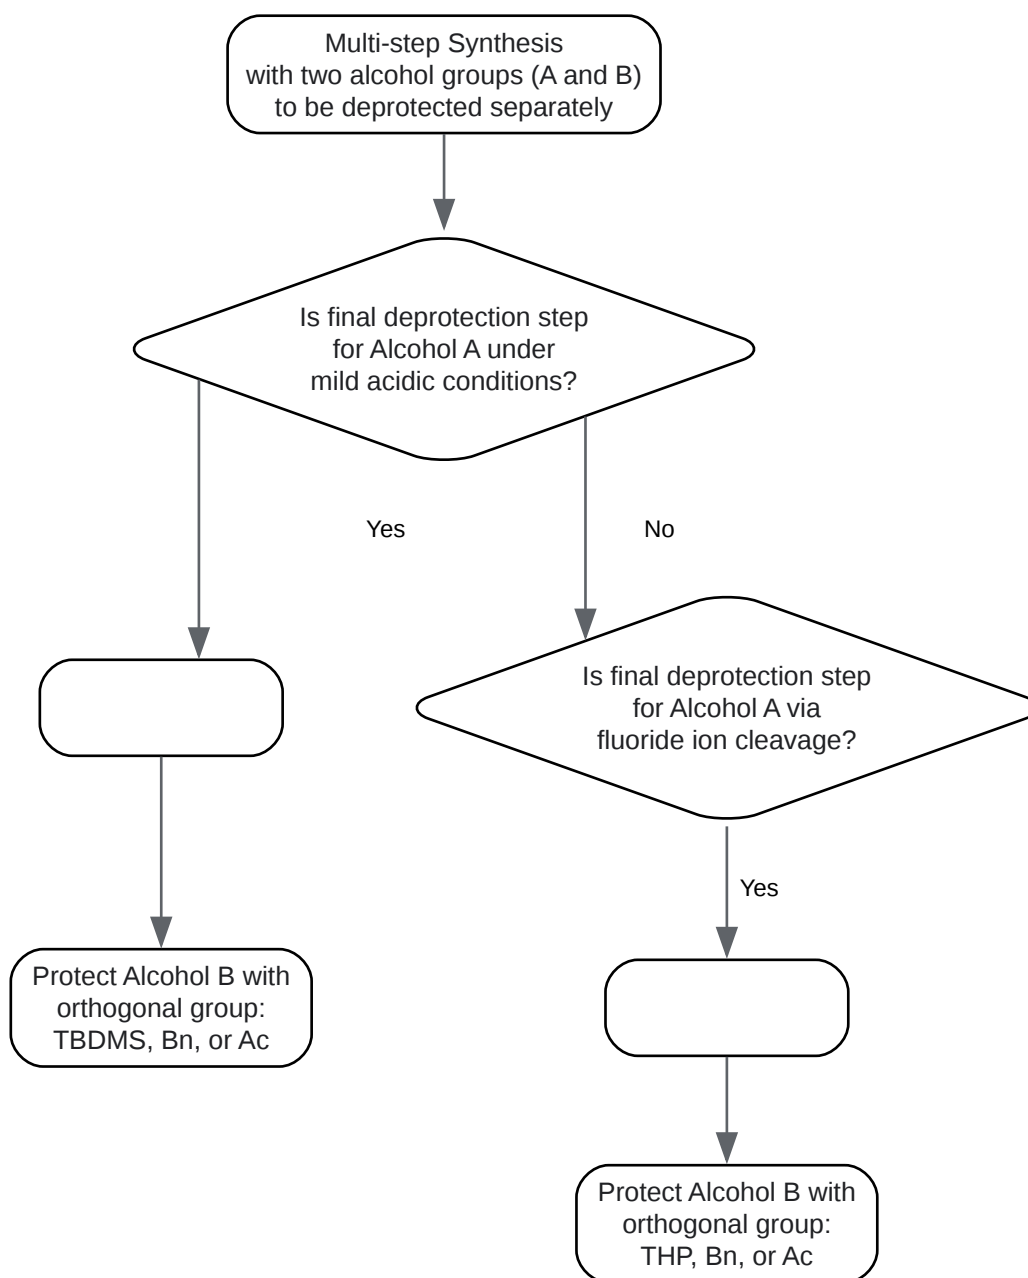 Multi-step Synthesis
with two alcohol groups (A and B)
to be deprotected separately
Is final deprotection step
for Alcohol A under
mild acidic conditions?
Yes
No
Is final deprotection step
for Alcohol A via
fluoride ion cleavage?
Yes
Protect Alcohol B with
orthogonal group:
TBDMS, Bn, or Ac
Protect Alcohol B with
orthogonal group:
THP, Bn, or Ac